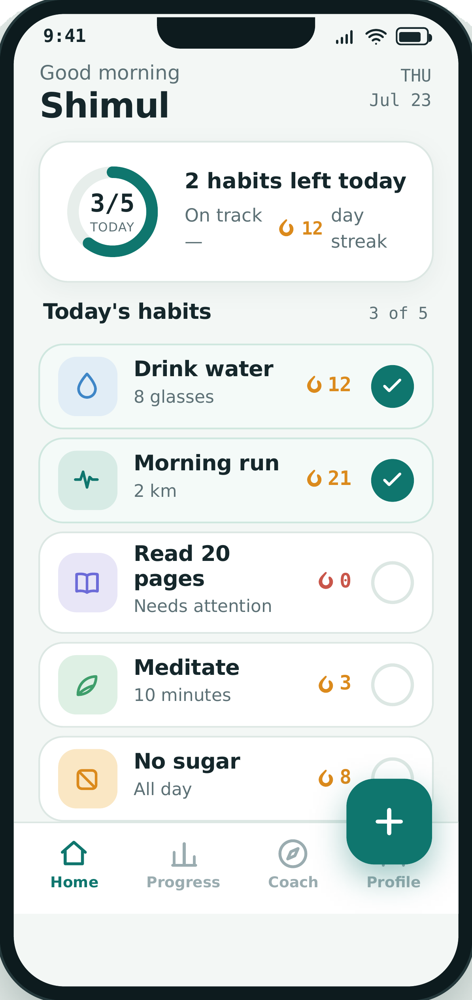 9:41
Good morning
Shimul
THU
Jul 23
3/5
TODAY
2 habits left today
On track — 12 day streak
Today's habits
3 of 5
Drink water
8 glasses
12
Morning run
2 km
21
Read 20
pages
Needs attention
0
Meditate
10 minutes
3
No sugar
All day
8
Home
Progress
Coach
Profile